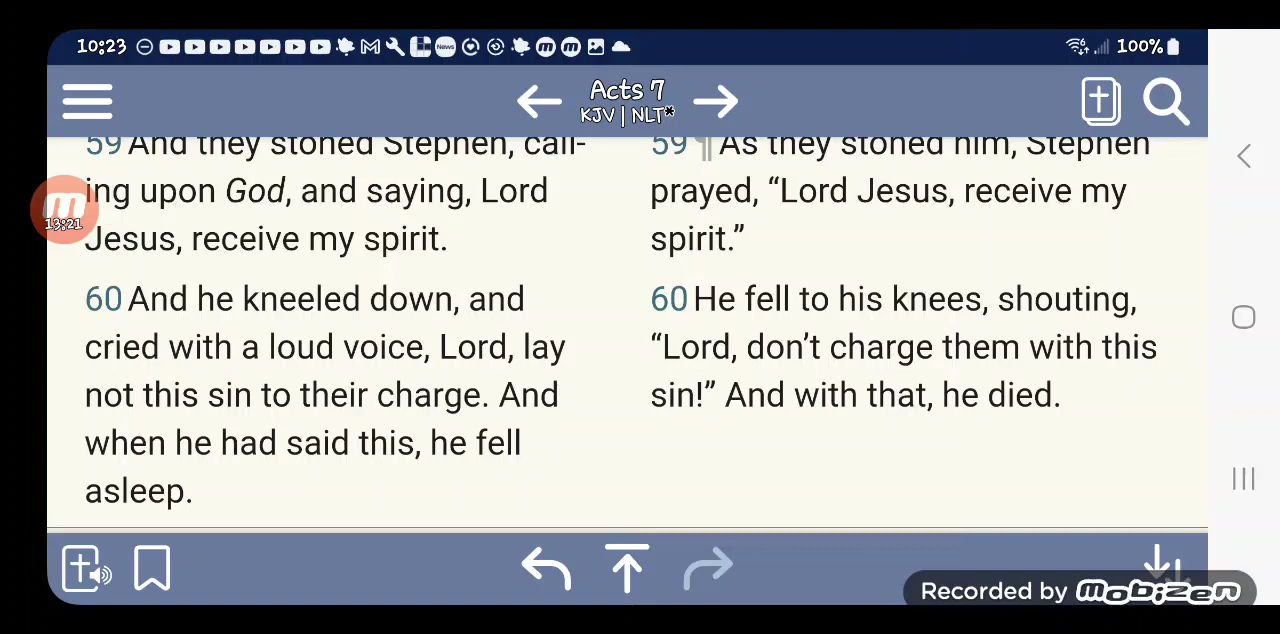 10:23
News
100%
Acts 7
KJV | NLT*
13:21
59 And they stoned Stephen, call-
ing upon God, and saying, Lord
Jesus, receive my spirit.
60 And he kneeled down, and
cried with a loud voice, Lord, lay
not this sin to their charge. And
when he had said this, he fell
asleep.
59 ¶ As they stoned him, Stephen
prayed, “Lord Jesus, receive my
spirit.”
60 He fell to his knees, shouting,
“Lord, don’t charge them with this
sin!” And with that, he died.
Recorded by mobizen